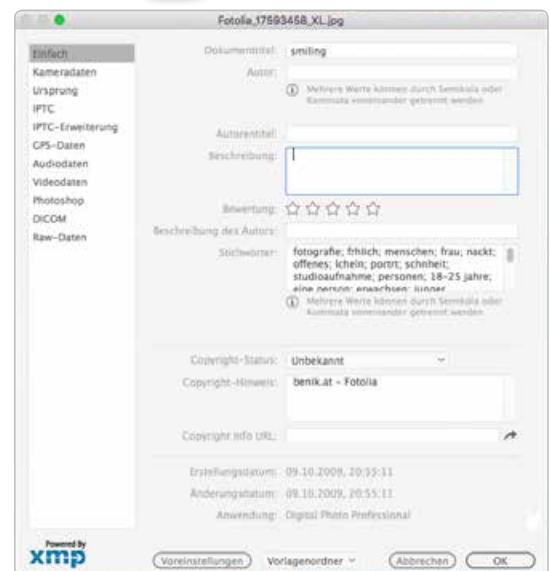 Fotolia_17593458_XL.jpg
Einfach
Kameradaten
Ursprung
IPTC
IPTC-Erweiterung
GPS-Daten
Audiodaten
Videodaten
Photoshop
DICOM
Raw-Daten
Dokumenttitel: smiling
Autor:
Mehrere Werte können durch Semikola oder
Kommata voneinander getrennt werden
Autorentitel:
Beschreibung:
Bewertung:
Beschreibung des Autors:
Stichwörter: fotografie; frhlich; menschen; frau; nackt;
offenes; lcheln; portrt; schnheit;
studioaufnahme; personen; 18-25 jahre;
eine person; erwachsen; junger
Mehrere Werte können durch Semikola oder
Kommata voneinander getrennt werden
Copyright-Status: Unbekannt
Copyright-Hinweis: benik.at - Fotolia
Copyright Info URL:
Erstellungsdatum: 09.10.2009, 20:55:11
Änderungsdatum: 09.10.2009, 20:55:11
Anwendung: Digital Photo Professional
Powered By
xmp
Voreinstellungen Vorlagenordner Abbrechen OK